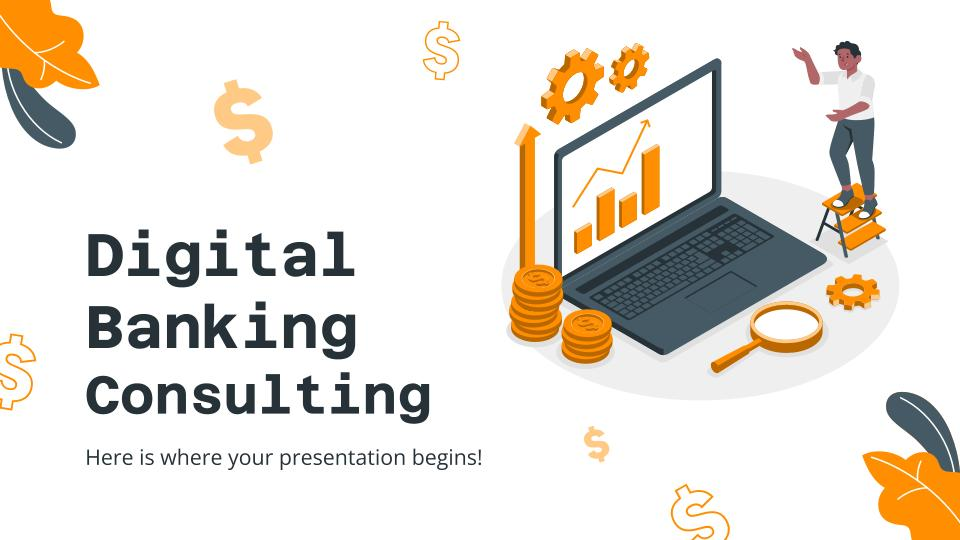 Digital
Banking
Consulting
Here is where your presentation begins!